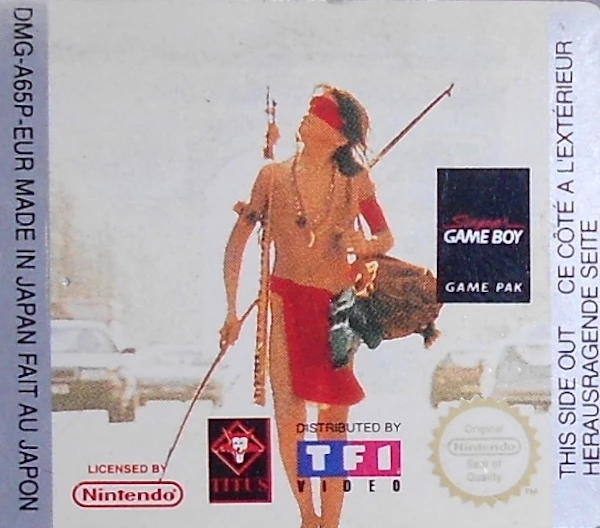 DMG-A65P-EUR MADE IN JAPAN FAIT AU JAPON
Super
GAME BOY
GAME PAK
THIS SIDE OUT CE CÔTÉ A L'EXTÉRIEUR
HERAUSRAGENDE SEITE
LICENSED BY
Nintendo
TITUS
DISTRIBUTED BY
TF1
VIDEO
Original
Nintendo
Seal of
Quality
TM